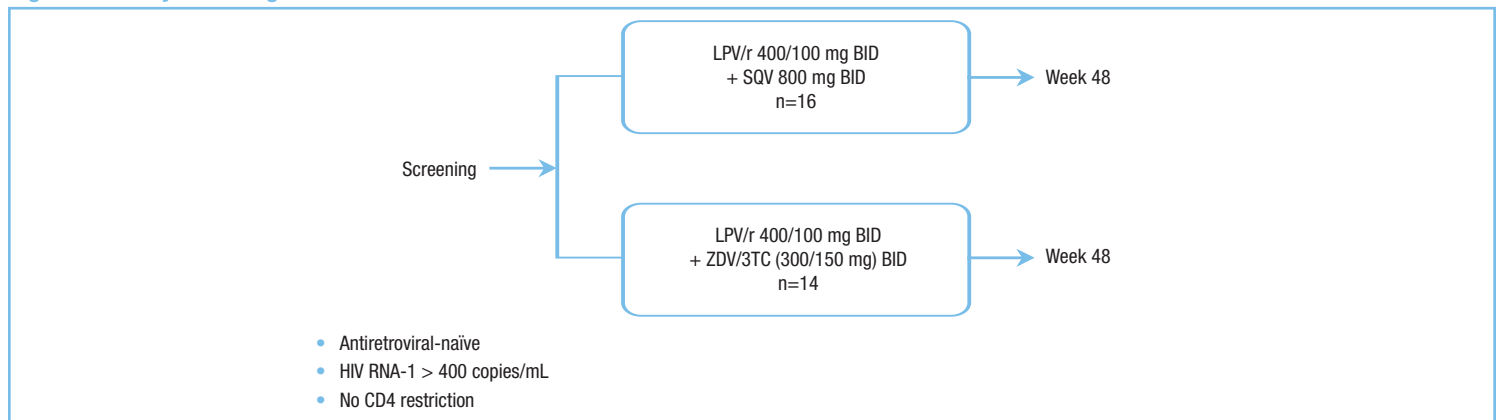 LPV/r 400/100 mg BID
+ SQV 800 mg BID
n=16
Week 48
Screening
LPV/r 400/100 mg BID
+ ZDV/3TC (300/150 mg) BID
n=14
Week 48
• Antiretroviral-naïve
• HIV RNA-1 > 400 copies/mL
• No CD4 restriction